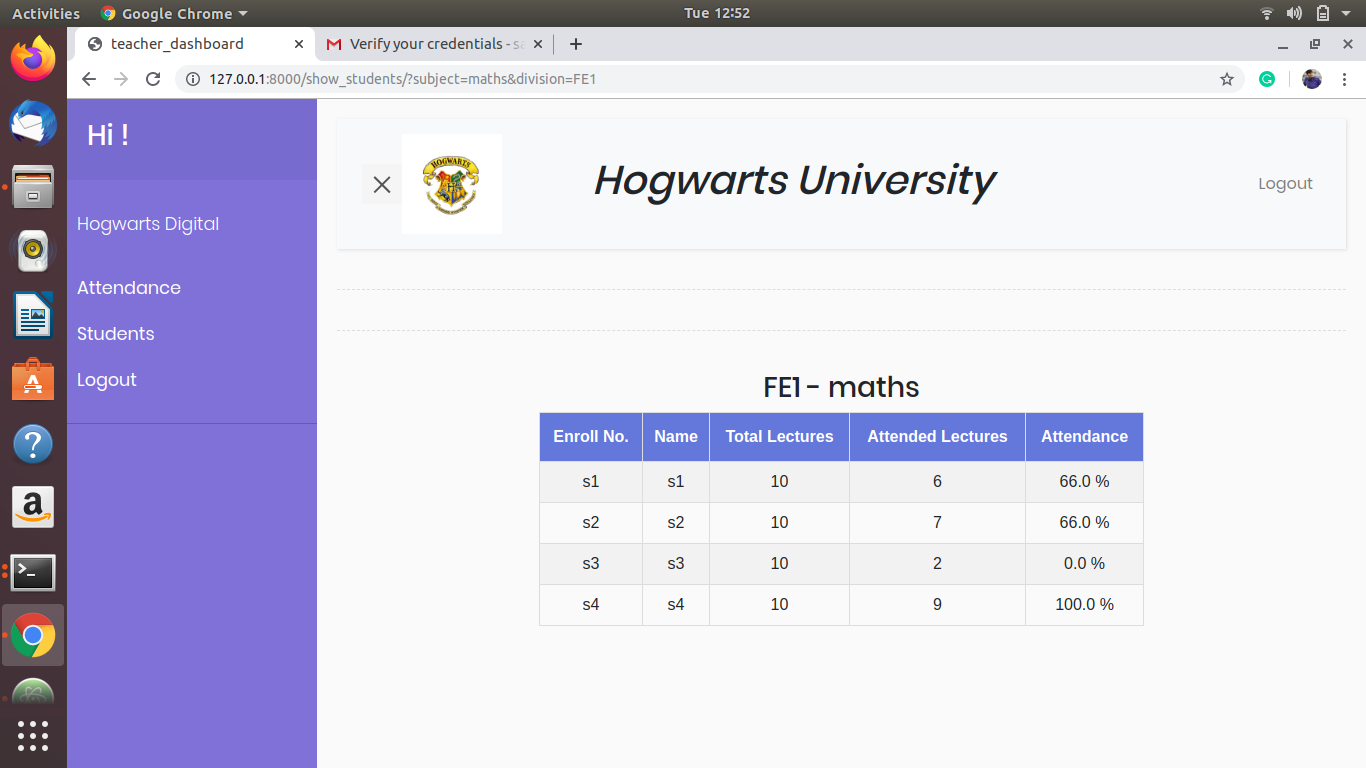 Activities Google Chrome Tue 12:52
teacher_dashboard Verify your credentials - sa
127.0.0.1:8000/show_students/?subject=maths&division=FE1
Hi !
HOGWARTS
Hogwarts University
Logout
Hogwarts Digital
Attendance
Students
Logout
FE1 - maths
Enroll No. Name Total Lectures Attended Lectures Attendance
s1 s1 10 6 66.0 %
s2 s2 10 7 66.0 %
s3 s3 10 2 0.0 %
s4 s4 10 9 100.0 %